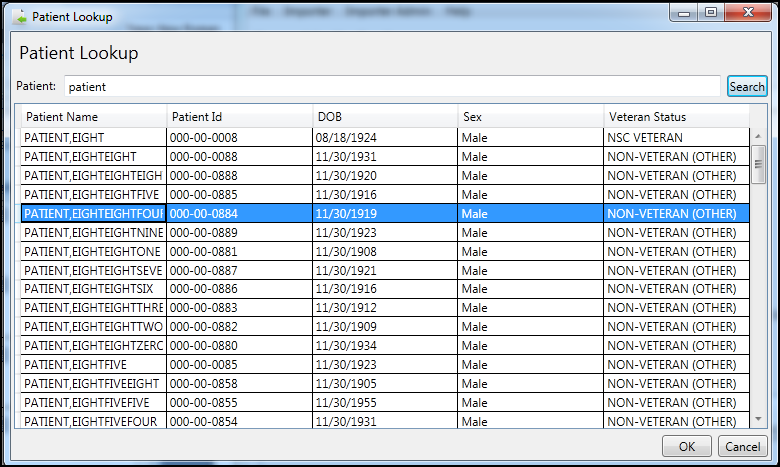 Patient Lookup
Patient Lookup
Patient: patient Search
Patient Name Patient Id DOB Sex Veteran Status
PATIENT,EIGHT 000-00-0008 08/18/1924 Male NSC VETERAN
PATIENT,EIGHTEIGHT 000-00-0088 11/30/1931 Male NON-VETERAN (OTHER)
PATIENT,EIGHTEIGHTEIGH 000-00-0888 11/30/1920 Male NON-VETERAN (OTHER)
PATIENT,EIGHTEIGHTFIVE 000-00-0885 11/30/1916 Male NON-VETERAN (OTHER)
PATIENT,EIGHTEIGHTFOUR 000-00-0884 11/30/1919 Male NON-VETERAN (OTHER)
PATIENT,EIGHTEIGHTNINE 000-00-0889 11/30/1923 Male NON-VETERAN (OTHER)
PATIENT,EIGHTEIGHTONE 000-00-0881 11/30/1908 Male NON-VETERAN (OTHER)
PATIENT,EIGHTEIGHTSEVE 000-00-0887 11/30/1921 Male NON-VETERAN (OTHER)
PATIENT,EIGHTEIGHTSIX 000-00-0886 11/30/1916 Male NON-VETERAN (OTHER)
PATIENT,EIGHTEIGHTTHRE 000-00-0883 11/30/1912 Male NON-VETERAN (OTHER)
PATIENT,EIGHTEIGHTTWO 000-00-0882 11/30/1909 Male NON-VETERAN (OTHER)
PATIENT,EIGHTEIGHTZERO 000-00-0880 11/30/1934 Male NON-VETERAN (OTHER)
PATIENT,EIGHTFIVE 000-00-0085 11/30/1923 Male NON-VETERAN (OTHER)
PATIENT,EIGHTFIVEEIGHT 000-00-0858 11/30/1905 Male NON-VETERAN (OTHER)
PATIENT,EIGHTFIVEFIVE 000-00-0855 11/30/1955 Male NON-VETERAN (OTHER)
PATIENT,EIGHTFIVEFOUR 000-00-0854 11/30/1931 Male NON-VETERAN (OTHER)
OK Cancel